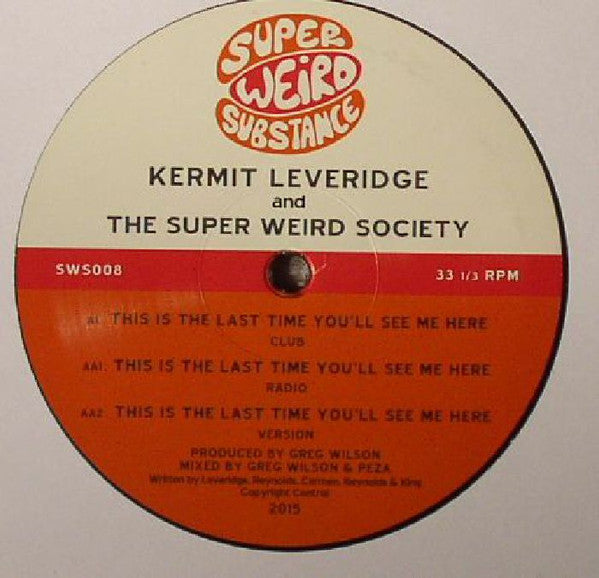 SUPER
WEiRD
SUBSTANCE
KERMIT LEVERIDGE
and
THE SUPER WEIRD SOCIETY
SWS008
33 1/3 RPM
A1. THIS IS THE LAST TIME YOU'LL SEE ME HERE
CLUB
AA1. THIS IS THE LAST TIME YOU'LL SEE ME HERE
RADIO
AA2. THIS IS THE LAST TIME YOU'LL SEE ME HERE
VERSION
PRODUCED BY GREG WILSON
MIXED BY GREG WILSON & PEZA
Written by Leveridge, Reynolds, Carmen, Reynolds & King
Copyright Control
2015